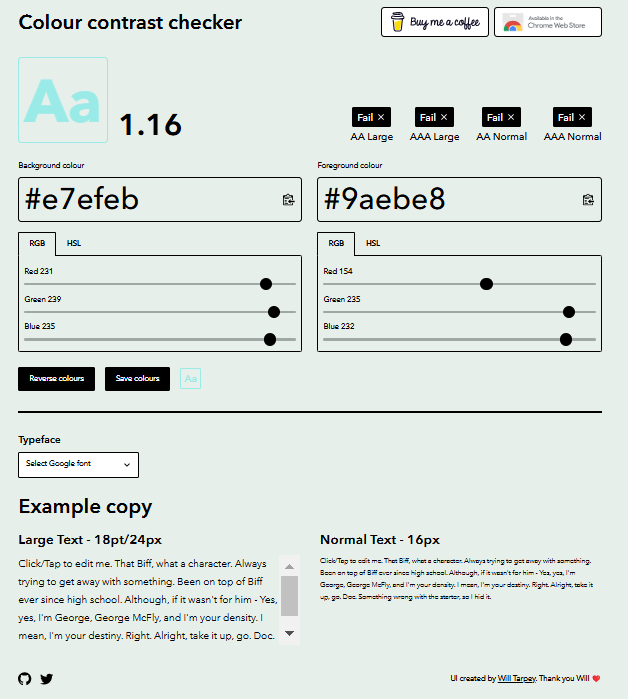 Colour contrast checker
Buy me a coffee
Available in the
Chrome Web Store
Aa
1.16
Fail ×
Fail ×
Fail ×
Fail ×
AA Large
AAA Large
AA Normal
AAA Normal
Background colour
Foreground colour
#e7efeb
#9aebe8
RGB
HSL
RGB
HSL
Red 231
Red 154
Green 239
Green 235
Blue 235
Blue 232
Reverse colours
Save colours
Aa
Typeface
Select Google font
Example copy
Large Text - 18pt/24px
Click/Tap to edit me. That Biff, what a character. Always
trying to get away with something. Been on top of Biff
ever since high school. Although, if it wasn't for him - Yes,
yes, I'm George, George McFly, and I'm your density. I
mean, I'm your destiny. Right. Alright, take it up, go. Doc.
Normal Text - 16px
Click/Tap to edit me. That Biff, what a character. Always trying to get away with something.
Been on top of Biff ever since high school. Although, if it wasn't for him - Yes, yes, I'm
George, George McFly, and I'm your density. I mean, I'm your destiny. Right. Alright, take it
up, go. Doc. Something wrong with the starter, so I hid it.
UI created by Will Tarpey. Thank you Will ❤️